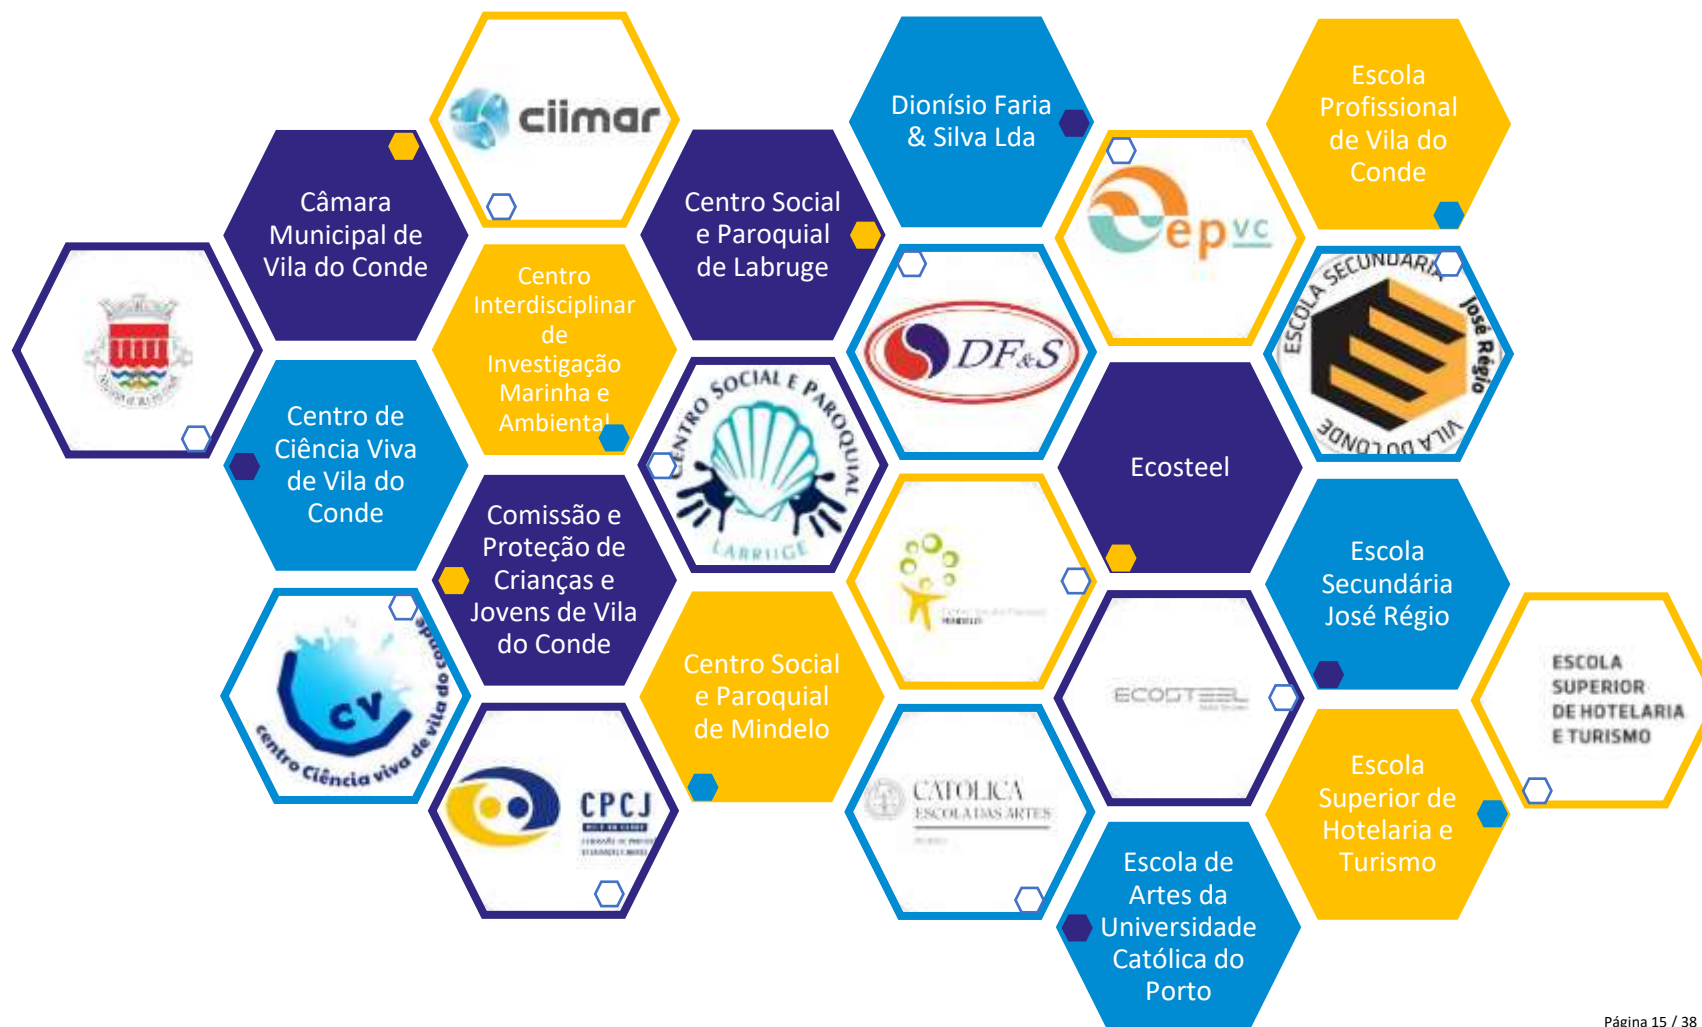 ciimar
Dionísio Faria
& Silva Lda
Escola
Profissional
de Vila do
Conde
Câmara
Municipal de
Vila do Conde
Centro Social
e Paroquial
de Labruge
ep vc
Centro
Interdisciplinar
de
Investigação
Marinha e
Ambiental
DF&S
ESCOLA SECUNDÁRIA
José Régio
VILA DO CONDE
Centro de
Ciência Viva
de Vila do
Conde
CENTRO SOCIAL E PAROQUIAL
LABRUGE
Ecosteel
Comissão e
Proteção de
Crianças e
Jovens de Vila
do Conde
MINDELO
Escola
Secundária
José Régio
cv
centro Ciência viva de vila do conde
Centro Social
e Paroquial
de Mindelo
ECOSTEEL
ESCOLA
SUPERIOR
DE HOTELARIA
E TURISMO
CPCJ
CATOLICA
ESCOLA DAS ARTES
Escola
Superior de
Hotelaria e
Turismo
Escola de
Artes da
Universidade
Católica do
Porto
Página 15 / 38